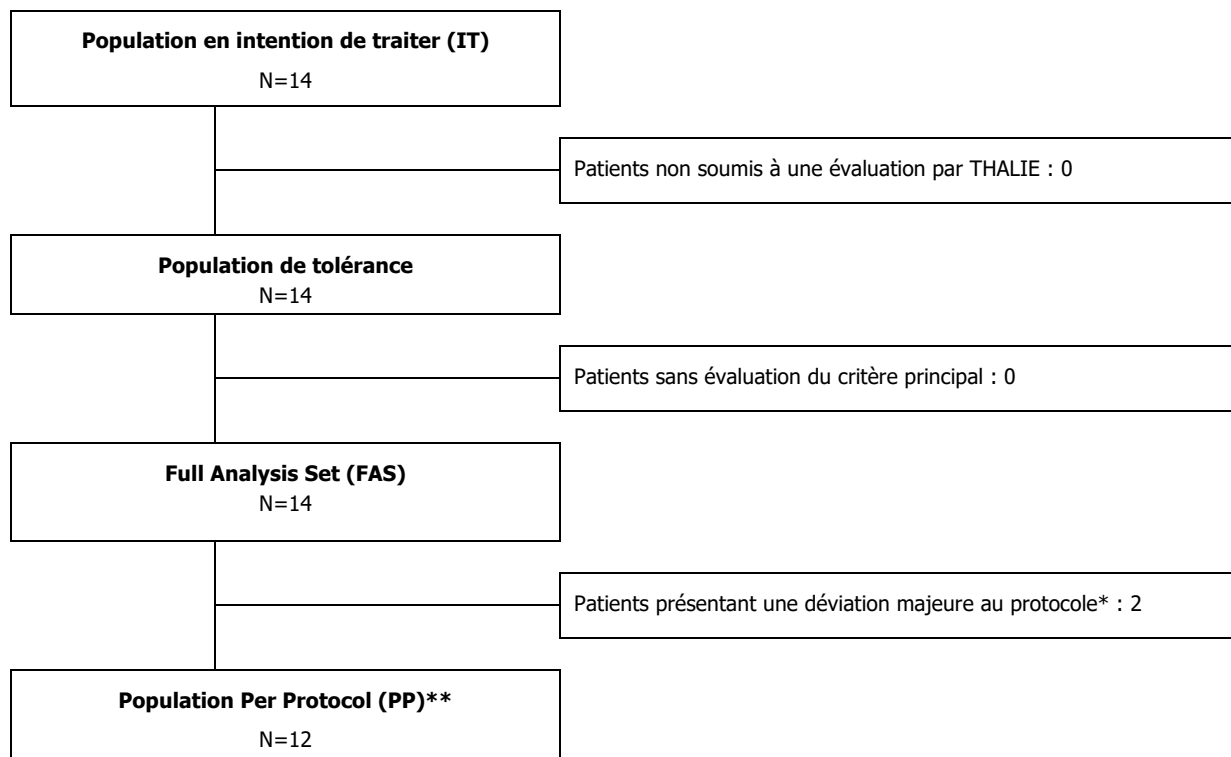 Population en intention de traiter (IT)
N=14
Patients non soumis à une évaluation par THALIE : 0
Population de tolérance
N=14
Patients sans évaluation du critère principal : 0
Full Analysis Set (FAS)
N=14
Patients présentant une déviation majeure au protocole* : 2
Population Per Protocol (PP)**
N=12